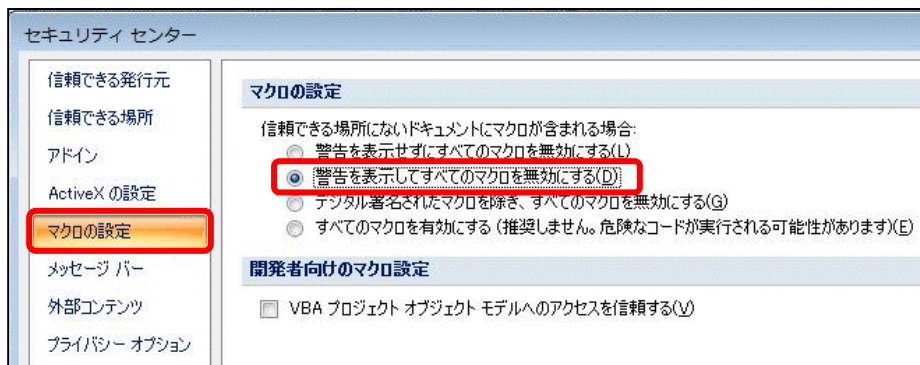 セキュリティ センター
信頼できる発行元
信頼できる場所
アドイン
ActiveX の設定
マクロの設定
メッセージ バー
外部コンテンツ
プライバシー オプション
マクロの設定
信頼できる場所にないドキュメントにマクロが含まれる場合:
警告を表示せずにすべてのマクロを無効にする(L)
警告を表示してすべてのマクロを無効にする(D)
デジタル署名されたマクロを除き、すべてのマクロを無効にする(G)
すべてのマクロを有効にする (推奨しません。危険なコードが実行される可能性があります)(E)
開発者向けのマクロ設定
VBA プロジェクト オブジェクト モデルへのアクセスを信頼する(V)